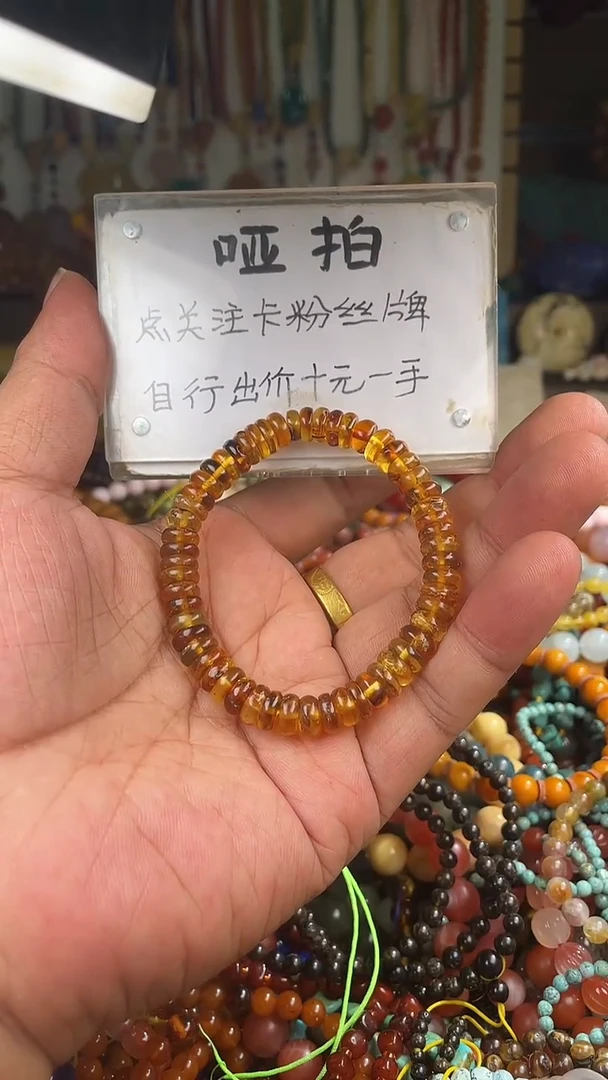 哑拍
点关注卡粉丝牌
自行出价十元一手